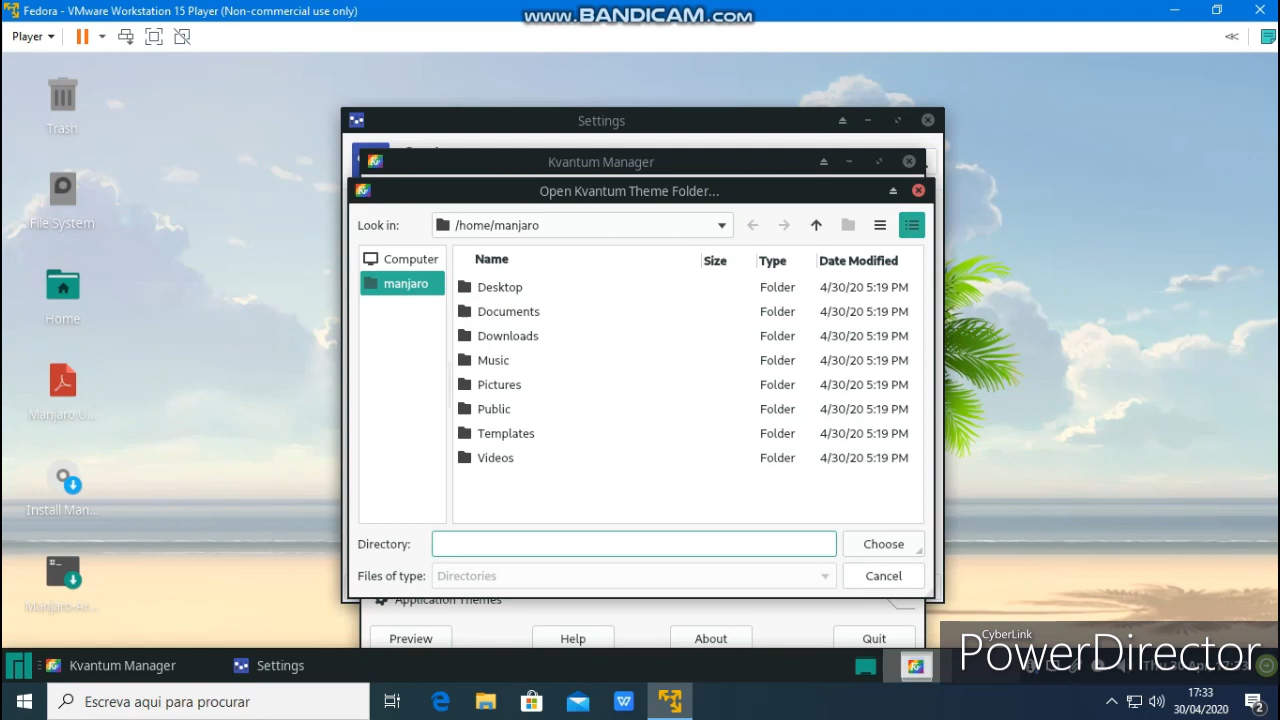 Fedora - VMware Workstation 15 Player (Non-commercial use only)
www.BANDICAM.com
Player
Trash
File System
Home
Manjaro U...
Install Man...
Manjaro-Ar...
Settings
Kvantum Manager
Open Kvantum Theme Folder...
Look in: /home/manjaro
Computer
manjaro
Name Size Type Date Modified
Desktop Folder 4/30/20 5:19 PM
Documents Folder 4/30/20 5:19 PM
Downloads Folder 4/30/20 5:19 PM
Music Folder 4/30/20 5:19 PM
Pictures Folder 4/30/20 5:19 PM
Public Folder 4/30/20 5:19 PM
Templates Folder 4/30/20 5:19 PM
Videos Folder 4/30/20 5:19 PM
Directory: Choose
Files of type: Directories Cancel
Application Themes
Preview Help About Quit
CyberLink
PowerDirector
Kvantum Manager Settings
Escreva aqui para procurar
17:33
30/04/2020
2